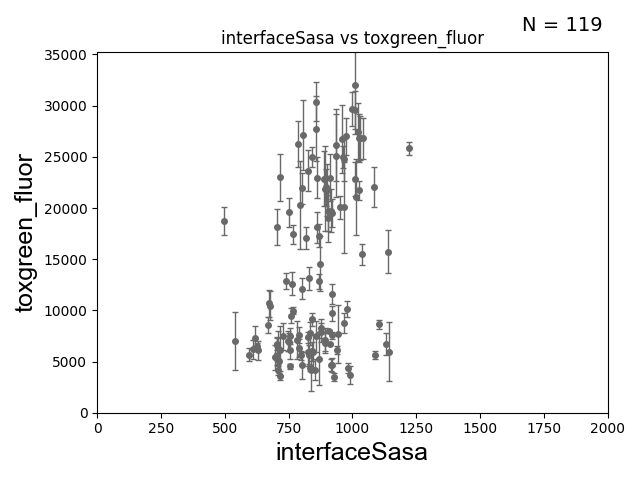 N = 119
interfaceSasa vs toxgreen_fluor
35000
30000
25000
20000
15000
10000
5000
0
toxgreen_fluor
0 250 500 750 1000 1250 1500 1750 2000
interfaceSasa